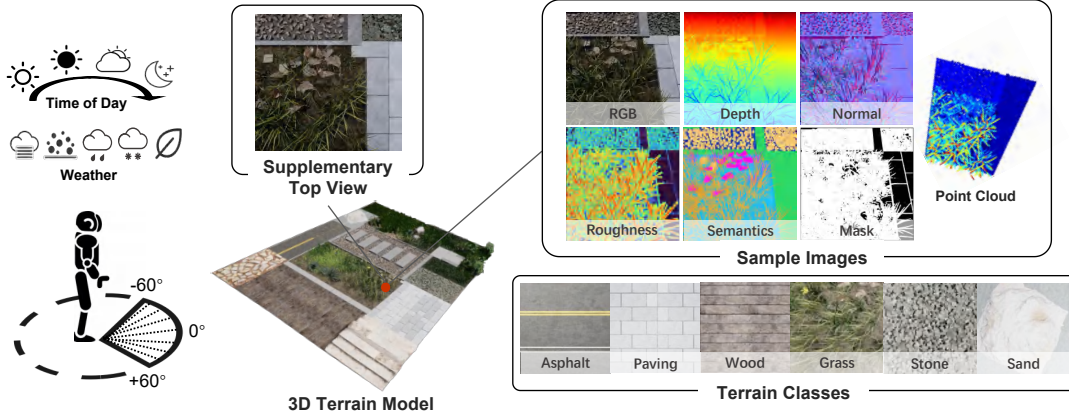 Time of Day
Weather
-60°
0°
+60°
Supplementary
Top View
3D Terrain Model
RGB
Depth
Normal
Roughness
Semantics
Mask
Point Cloud
Sample Images
Asphalt
Paving
Wood
Grass
Stone
Sand
Terrain Classes